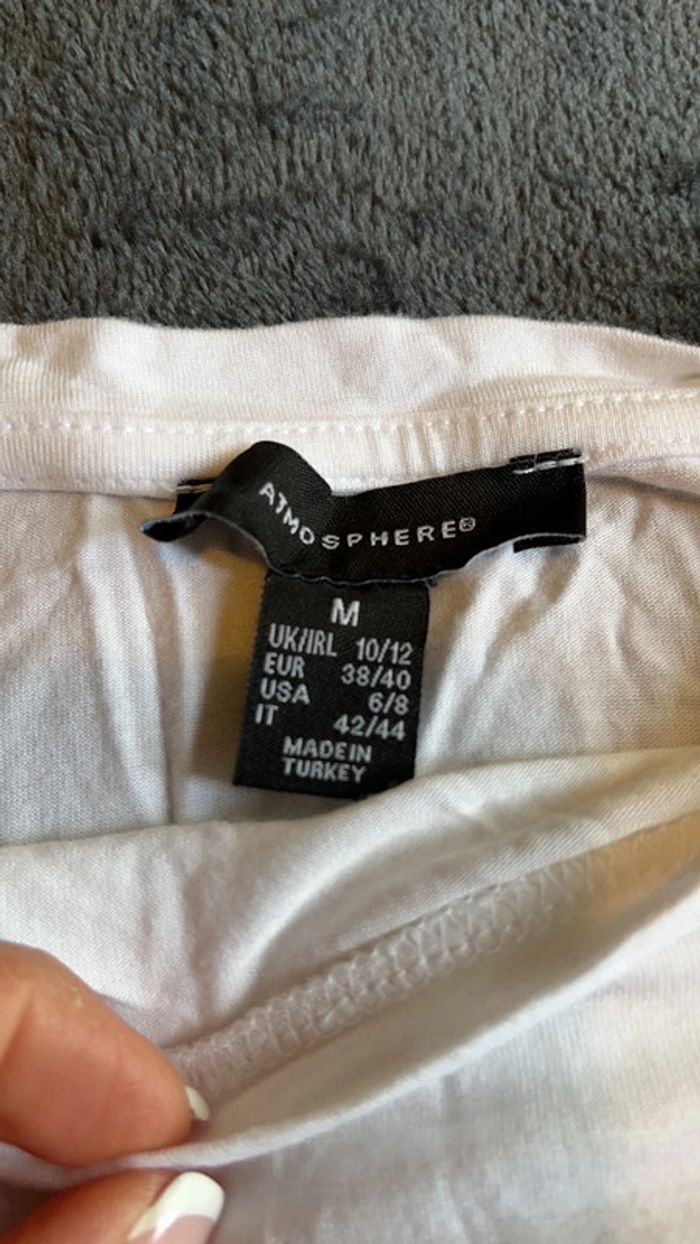 ATMOSPHERE®
M
UK/IRL 10/12
EUR 38/40
USA 6/8
IT 42/44
MADE IN
TURKEY